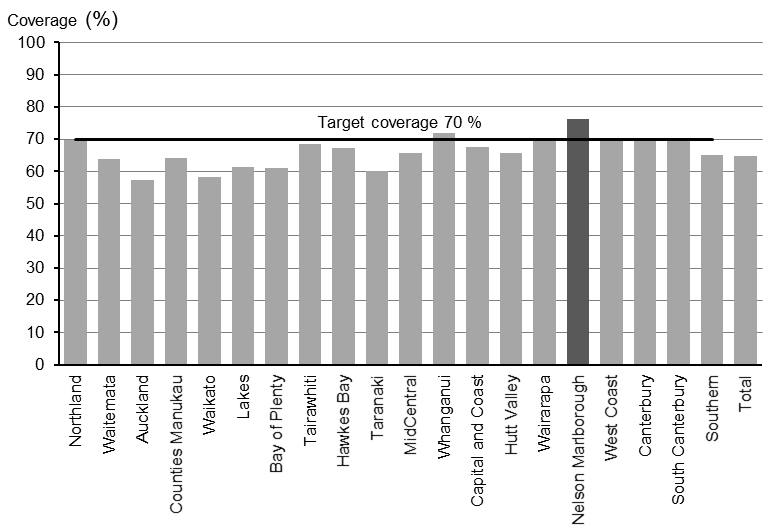 Coverage (%)
100
90
80
70
60
50
40
30
20
10
0
Target coverage 70 %
Northland
Waitemata
Auckland
Counties Manukau
Waikato
Lakes
Bay of Plenty
Tairawhiti
Hawkes Bay
Taranaki
MidCentral
Whanganui
Capital and Coast
Hutt Valley
Wairarapa
Nelson Marlborough
West Coast
Canterbury
South Canterbury
Southern
Total